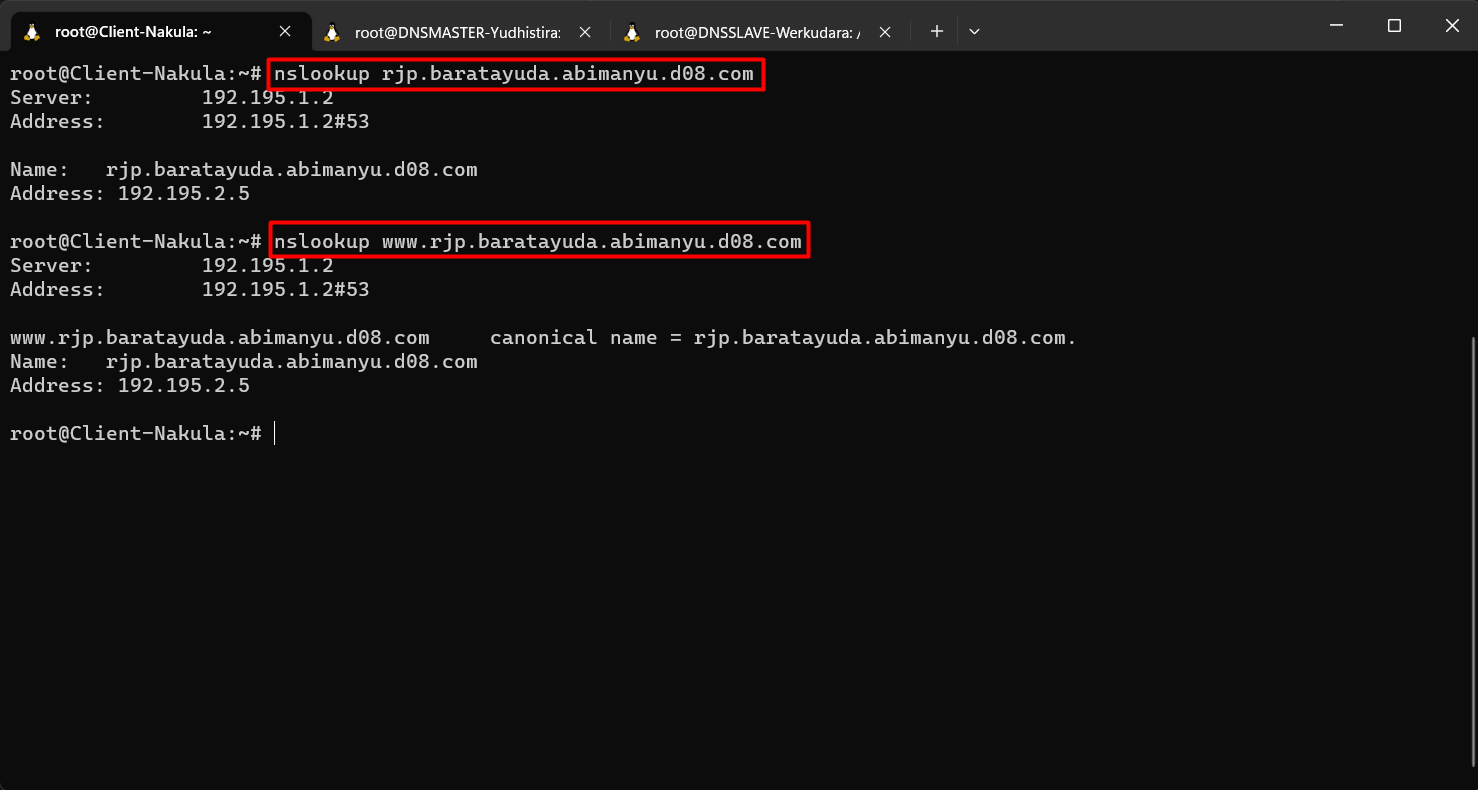 root@Client-Nakula: ~
root@DNSMASTER-Yudhistira:
root@DNSSLAVE-Werkudara: /
root@Client-Nakula:~# nslookup rjp.baratayuda.abimanyu.d08.com
Server:         192.195.1.2
Address:        192.195.1.2#53
Name:   rjp.baratayuda.abimanyu.d08.com
Address: 192.195.2.5
root@Client-Nakula:~# nslookup www.rjp.baratayuda.abimanyu.d08.com
Server:         192.195.1.2
Address:        192.195.1.2#53
www.rjp.baratayuda.abimanyu.d08.com     canonical name = rjp.baratayuda.abimanyu.d08.com.
Name:   rjp.baratayuda.abimanyu.d08.com
Address: 192.195.2.5
root@Client-Nakula:~#